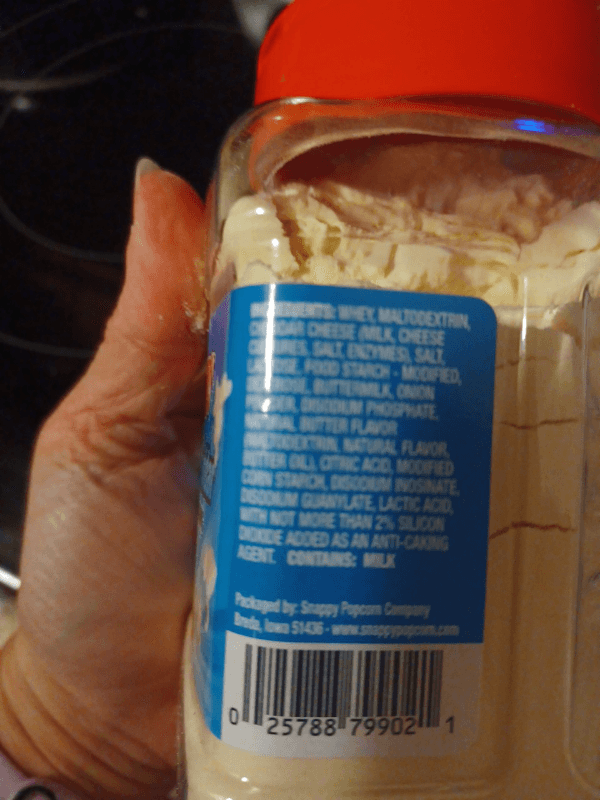 INGREDIENTS: WHEY, MALTODEXTRIN,
CHEDDAR CHEESE (MILK, CHEESE
CULTURES, SALT, ENZYMES), SALT,
LACTOSE, FOOD STARCH - MODIFIED,
BUTTERMILK, ONION
POWDER, DISODIUM PHOSPHATE,
NATURAL BUTTER FLAVOR
(MALTODEXTRIN, NATURAL FLAVOR,
BUTTER OIL), CITRIC ACID, MODIFIED
CORN STARCH, DISODIUM INOSINATE,
DISODIUM GUANYLATE, LACTIC ACID,
WITH NOT MORE THAN 2% SILICON
DIOXIDE ADDED AS AN ANTI-CAKING
AGENT. CONTAINS: MILK
Packaged by: Snappy Popcorn Company
Breda, Iowa 51436 - www.snappypopcorn.com
0 25788 79902 1